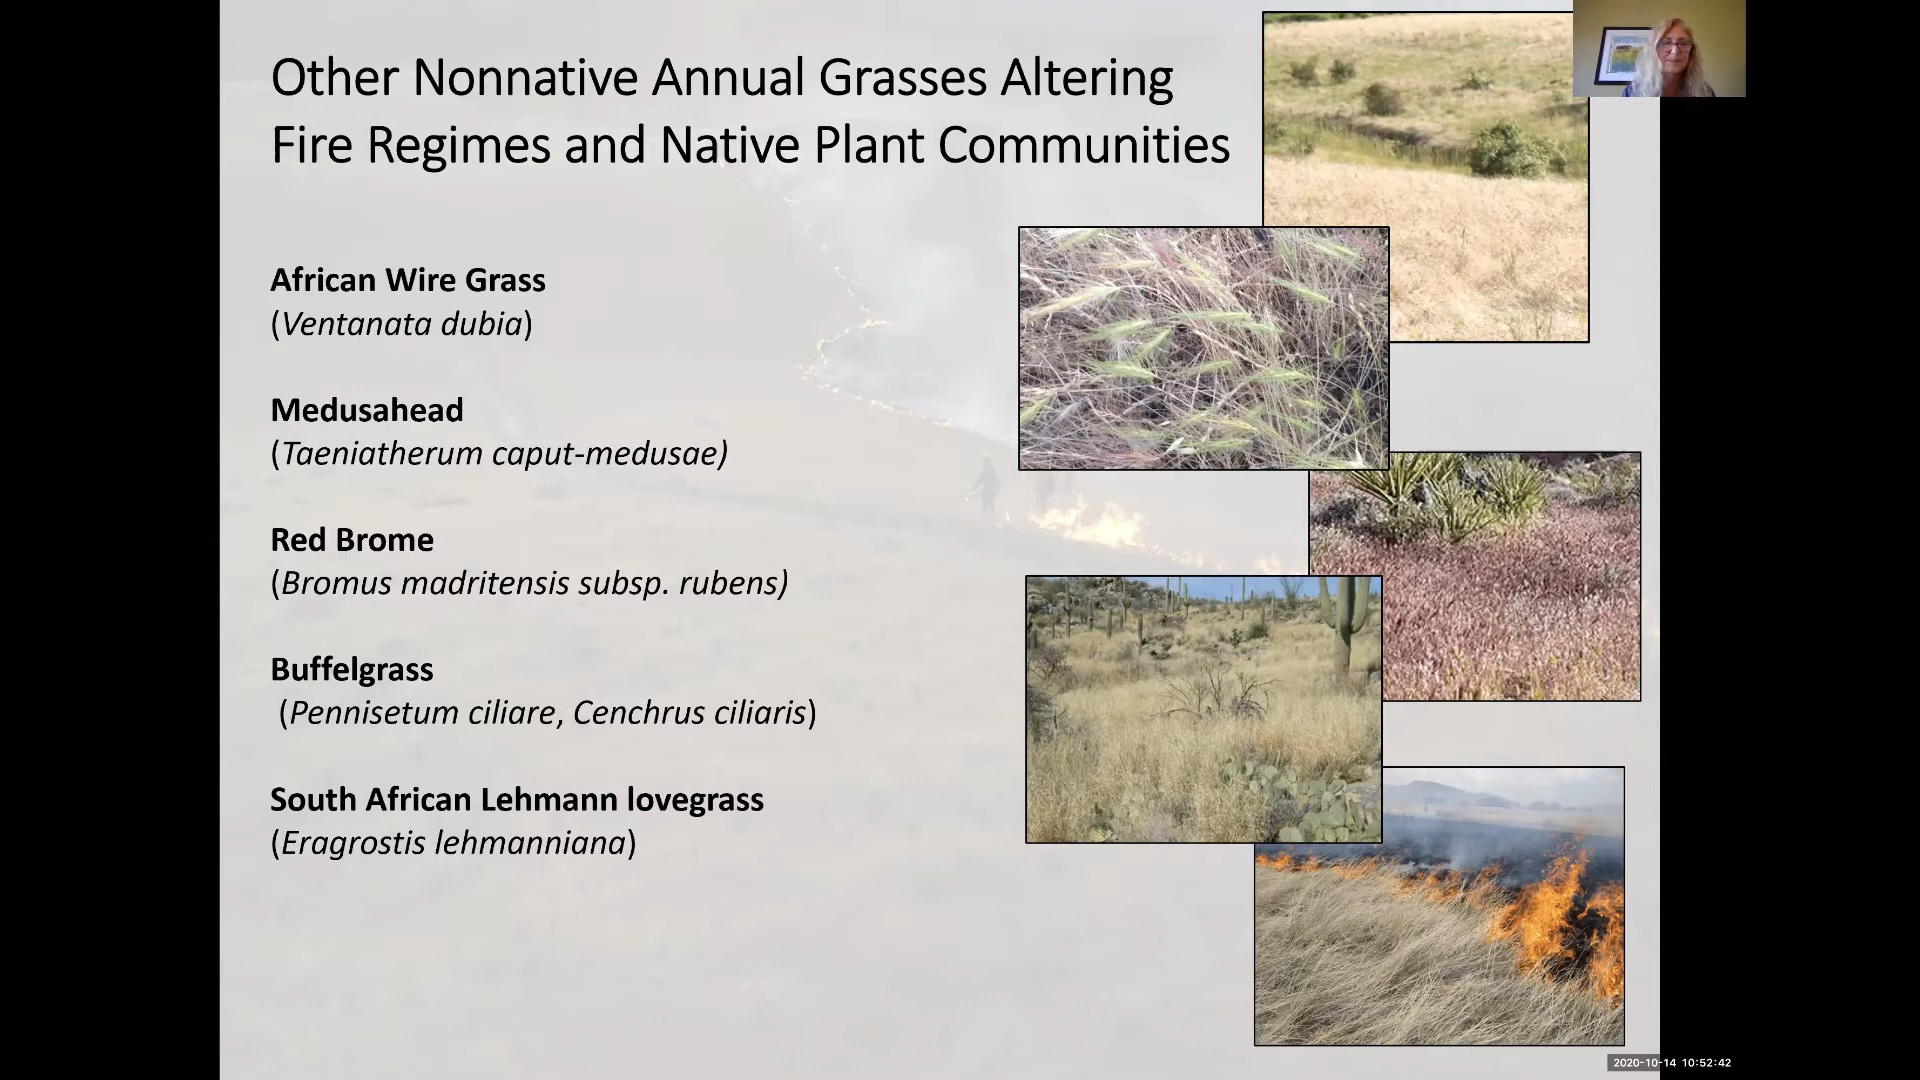 Other Nonnative Annual Grasses Altering
Fire Regimes and Native Plant Communities
African Wire Grass
(Ventanata dubia)
Medusahead
(Taeniatherum caput-medusae)
Red Brome
(Bromus madritensis subsp. rubens)
Buffelgrass
(Pennisetum ciliare, Cenchrus ciliaris)
South African Lehmann lovegrass
(Eragrostis lehmanniana)
2020-10-14 10:52:42